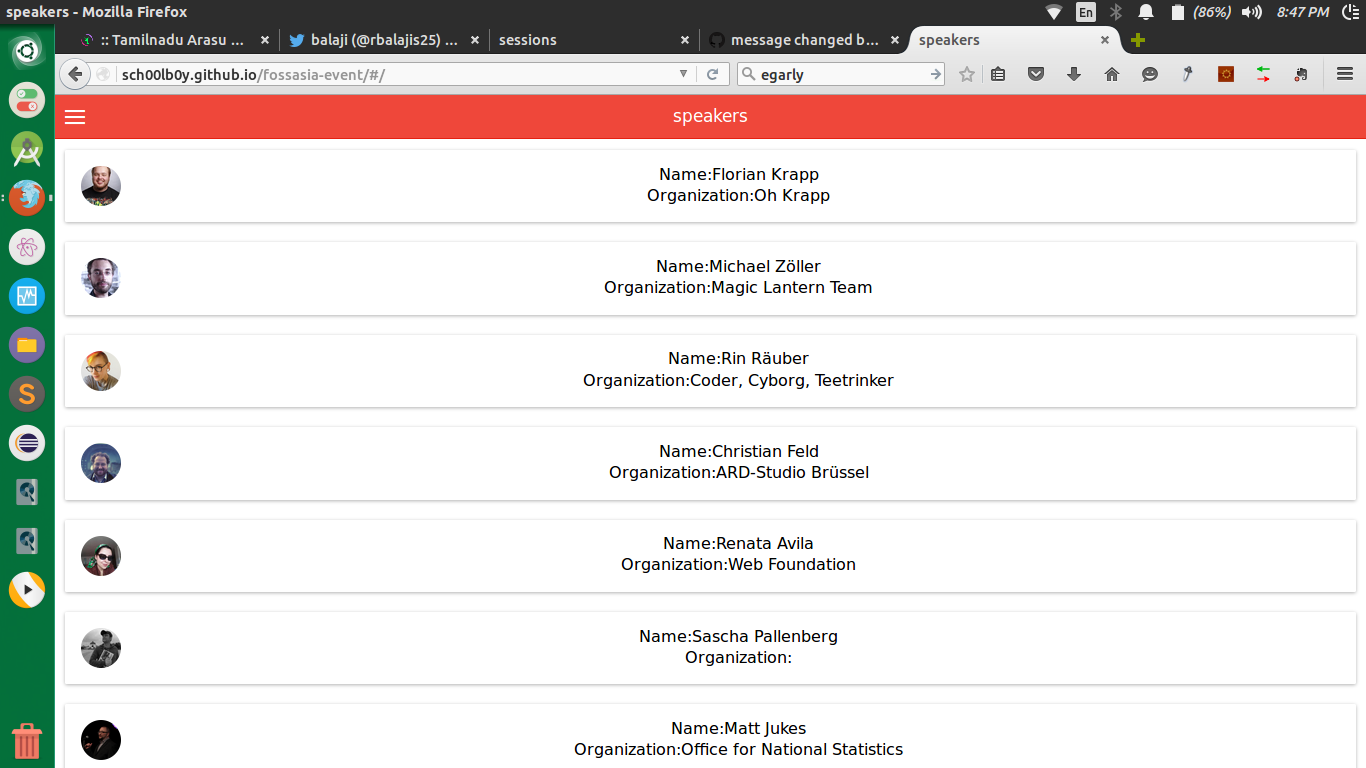 speakers - Mozilla Firefox
En
(86%)
8:47 PM
:: Tamilnadu Arasu ...
balaji (@rbalajis25) ...
sessions
message changed b...
speakers
sch00lb0y.github.io/fossasia-event/#/
egarly
speakers
Name:Florian Krapp
Organization:Oh Krapp
Name:Michael Zöller
Organization:Magic Lantern Team
Name:Rin Räuber
Organization:Coder, Cyborg, Teetrinker
Name:Christian Feld
Organization:ARD-Studio Brüssel
Name:Renata Avila
Organization:Web Foundation
Name:Sascha Pallenberg
Organization:
Name:Matt Jukes
Organization:Office for National Statistics
S